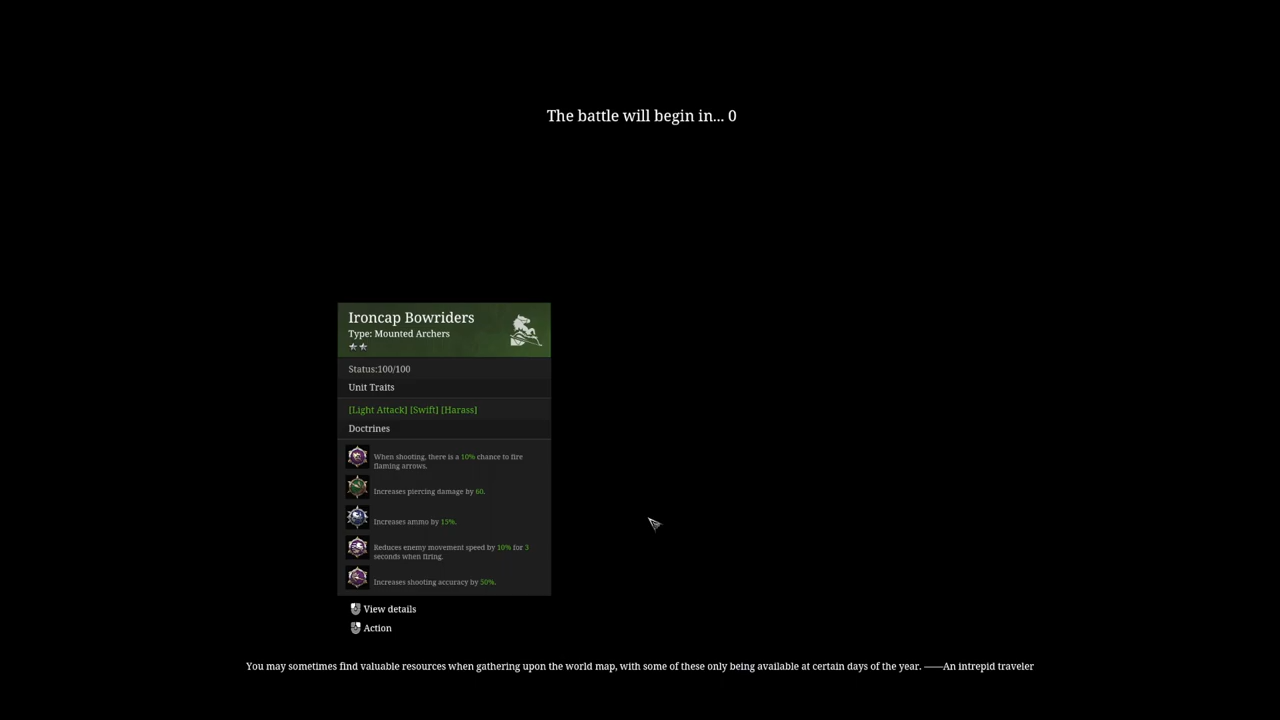 The battle will begin in... 0
Ironcap Bowriders
Type: Mounted Archers
Status:100/100
Unit Traits
[Light Attack] [Swift] [Harass]
Doctrines
When shooting, there is a 10% chance to fire
flaming arrows.
Increases piercing damage by 60.
Increases ammo by 15%.
Reduces enemy movement speed by 10% for 3
seconds when firing.
Increases shooting accuracy by 50%.
View details
Action
You may sometimes find valuable resources when gathering upon the world map, with some of these only being available at certain days of the year. ——An intrepid traveler